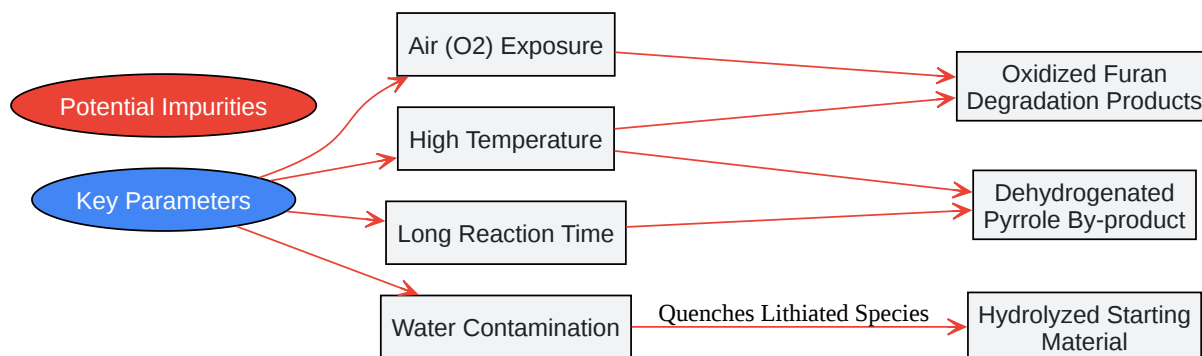 Potential Impurities
Key Parameters
Air (O2) Exposure
High Temperature
Long Reaction Time
Water Contamination
Quenches Lithiated Species
Oxidized Furan
Degradation Products
Dehydrogenated
Pyrrole By-product
Hydrolyzed Starting
Material